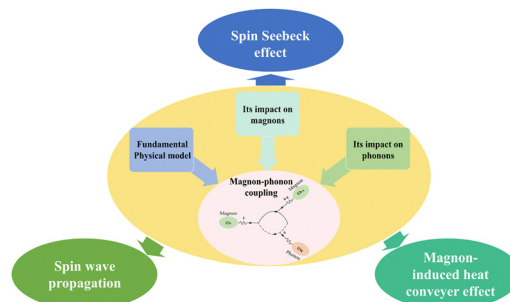 Spin Seebeck
effect
Its impact on
magnons
Fundamental
Physical model
Its impact on
phonons
Magnon-phonon
coupling
Magnon
Magnon
Phonon
Spin wave
propagation
Magnon-
induced heat
conveyer effect